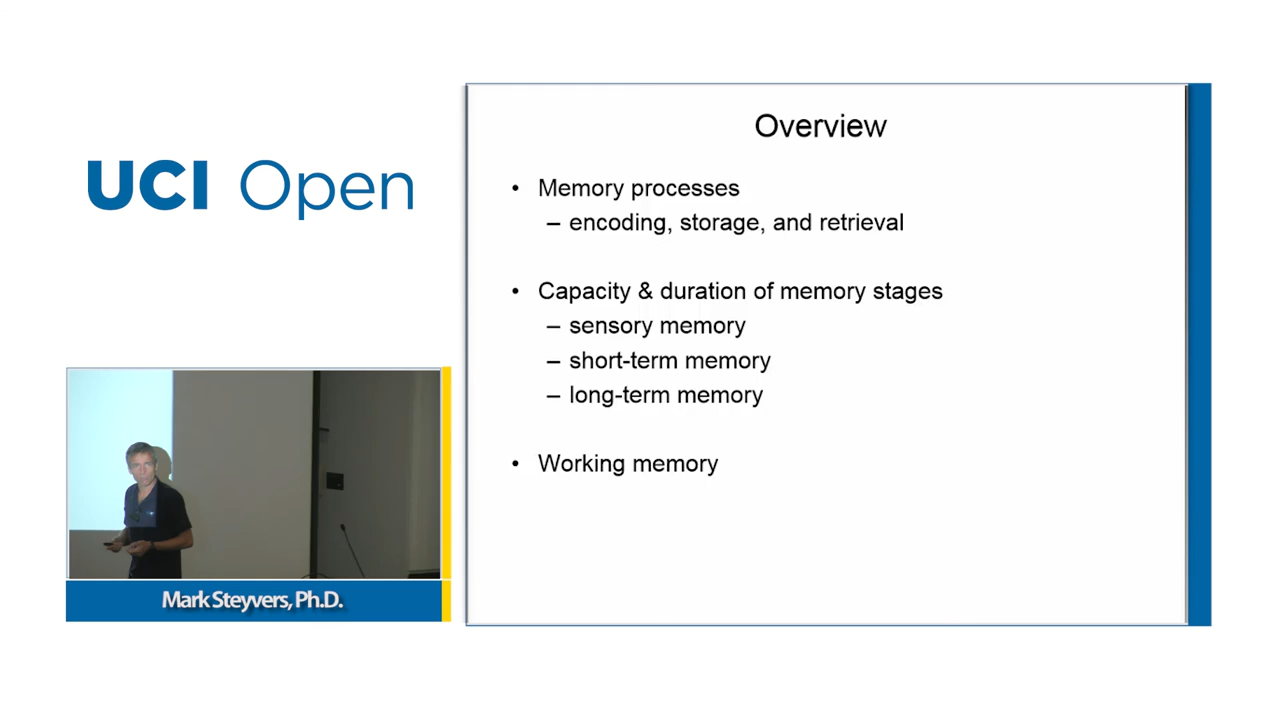 UCI Open
Overview
• Memory processes
– encoding, storage, and retrieval
• Capacity & duration of memory stages
– sensory memory
– short-term memory
– long-term memory
• Working memory
Mark Steyvers, Ph.D.